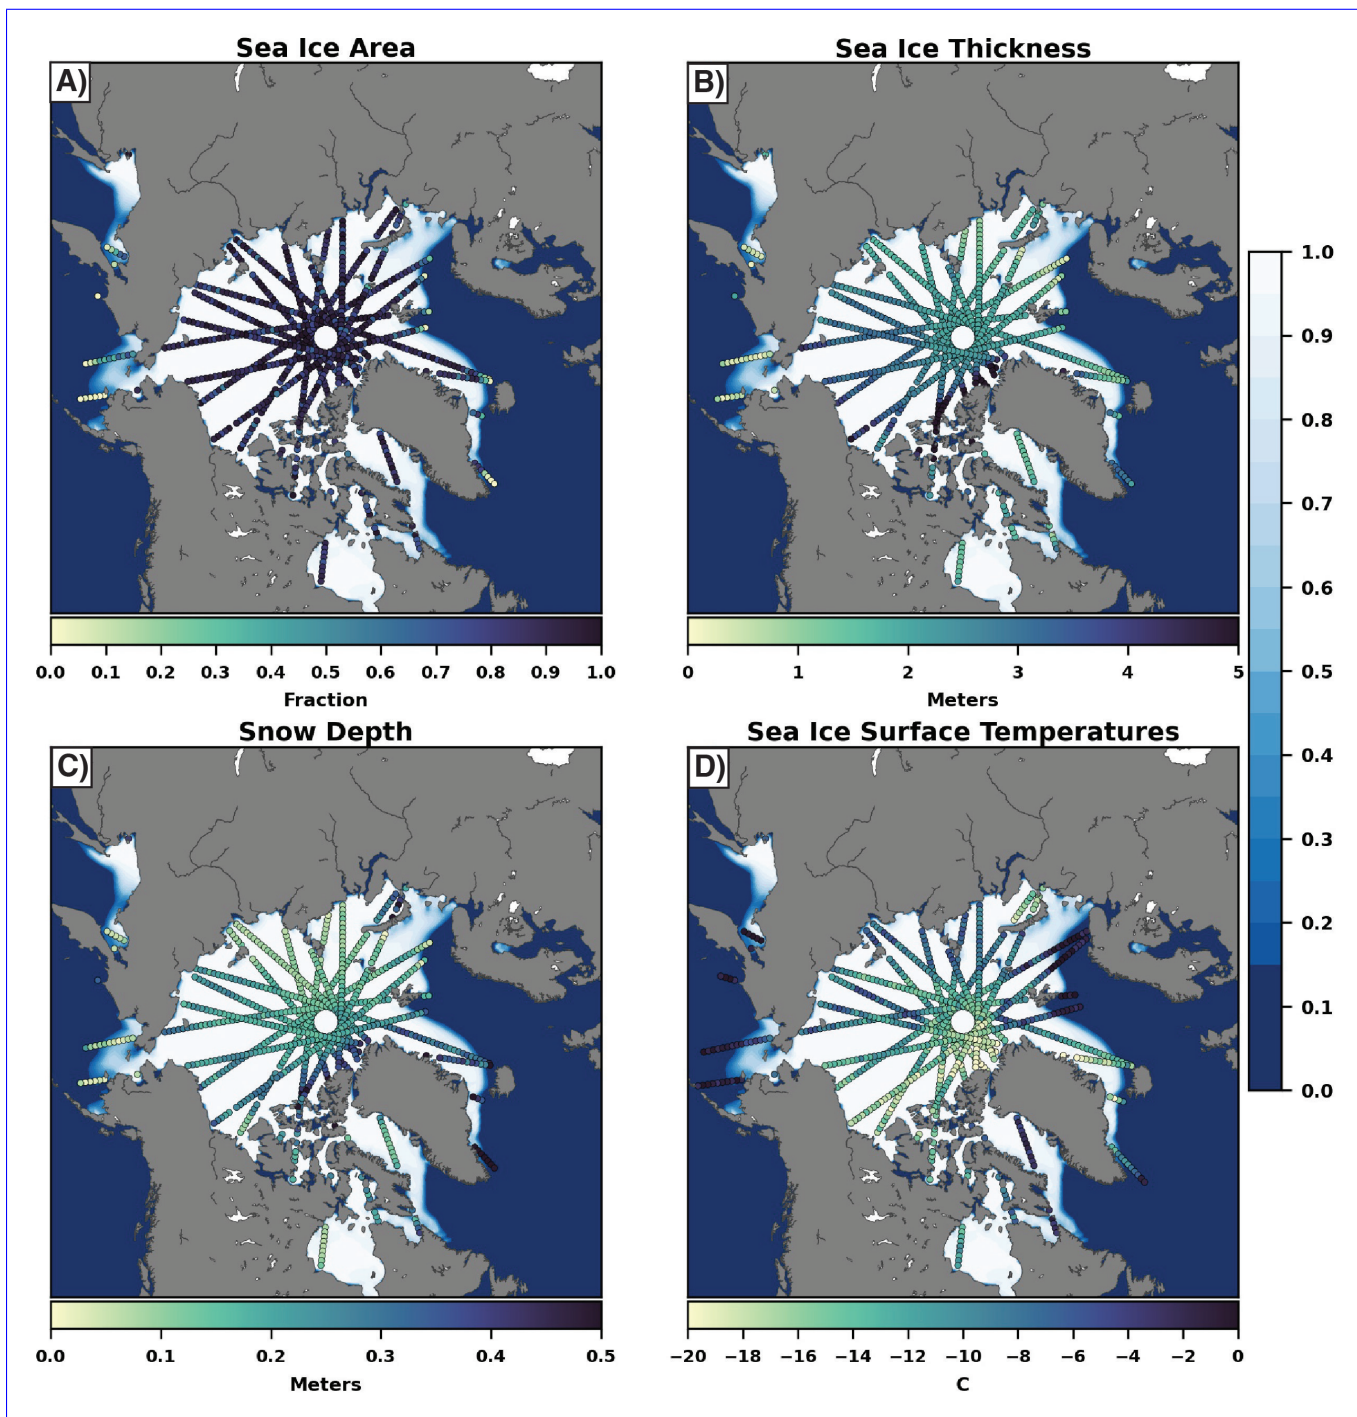 Sea Ice Area
Sea Ice Thickness
A)
B)
1.0
0.9
0.8
0.7
0.6
0.5
0.4
0.3
0.2
0.1
0.0
0.0 0.1 0.2 0.3 0.4 0.5 0.6 0.7 0.8 0.9 1.0
Fraction
0 1 2 3 4 5
Meters
Snow Depth
Sea Ice Surface Temperatures
C)
D)
0.0 0.1 0.2 0.3 0.4 0.5
Meters
−20 −18 −16 −14 −12 −10 −8 −6 −4 −2 0
C